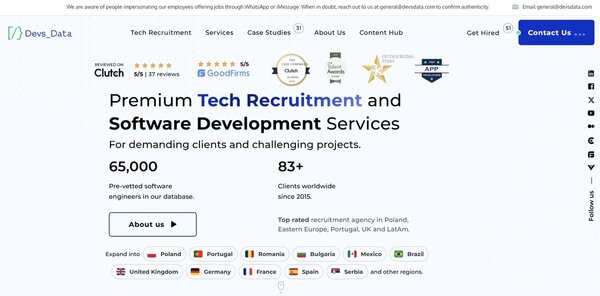 We are aware of people impersonating our employees offering jobs through WhatsApp or iMessage. When in doubt, reach out to us at general@devsdata.com to confirm authenticity.
Email general@devsdata.com
Devs_Data
Tech Recruitment
Services
Case Studies
31
About Us
Content Hub
Get Hired
51
Contact Us
REVIEWED ON
Clutch
5/5 | 37 reviews
5/5
GoodFirms
Clutch
Talent
Awards
OUTSOURCING
STARS
TOP
APP
DEVELOPERS
Premium Tech Recruitment and
Software Development Services
For demanding clients and challenging projects.
65,000
Pre-vetted software
engineers in our database.
83+
Clients worldwide
since 2015.
About us
Top rated recruitment agency in Poland,
Eastern Europe, Portugal, UK and LatAm.
Expand into
Poland
Portugal
Romania
Bulgaria
Mexico
Brazil
United Kingdom
Germany
France
Spain
Serbia
and other regions.
Follow us